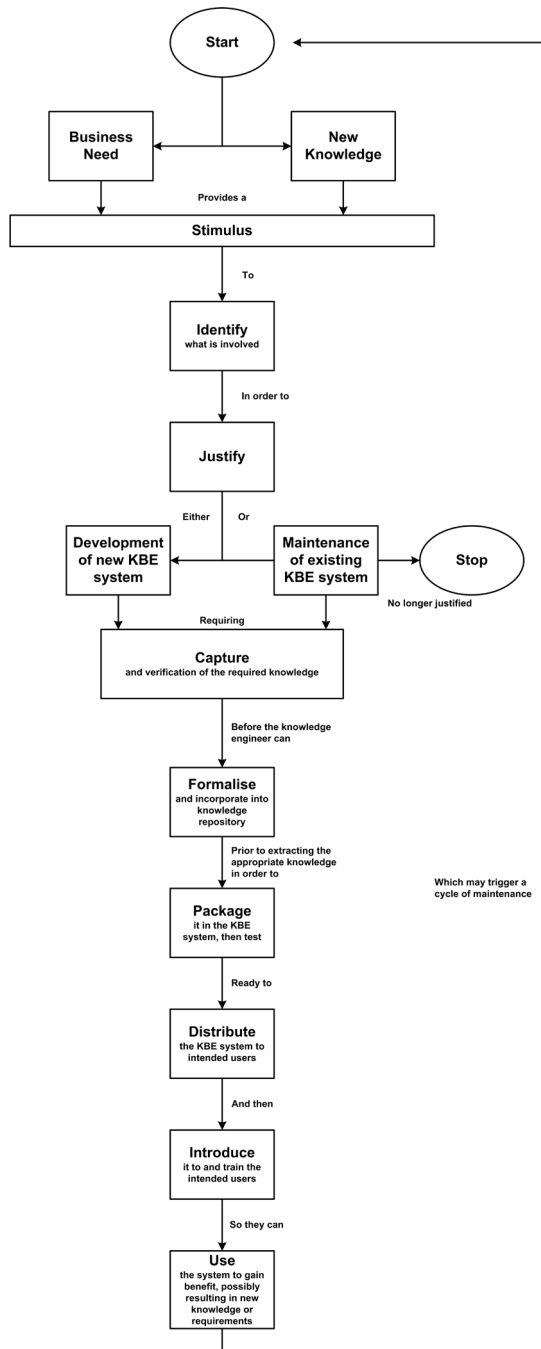 Start
Business
Need
New
Knowledge
Provides a
Stimulus
To
Identify
what is involved
In order to
Justify
Either
Or
Development
of new KBE
system
Maintenance
of existing
KBE system
Stop
No longer justified
Requiring
Capture
and verification of the required knowledge
Before the knowledge
engineer can
Formalise
and incorporate into
knowledge
repository
Prior to extracting the
appropriate knowledge
in order to
Which may trigger a
cycle of maintenance
Package
it in the KBE
system, then test
Ready to
Distribute
the KBE system to
intended users
And then
Introduce
it to and train the
intended users
So they can
Use
the system to gain
benefit, possibly
resulting in new
knowledge or
requirements